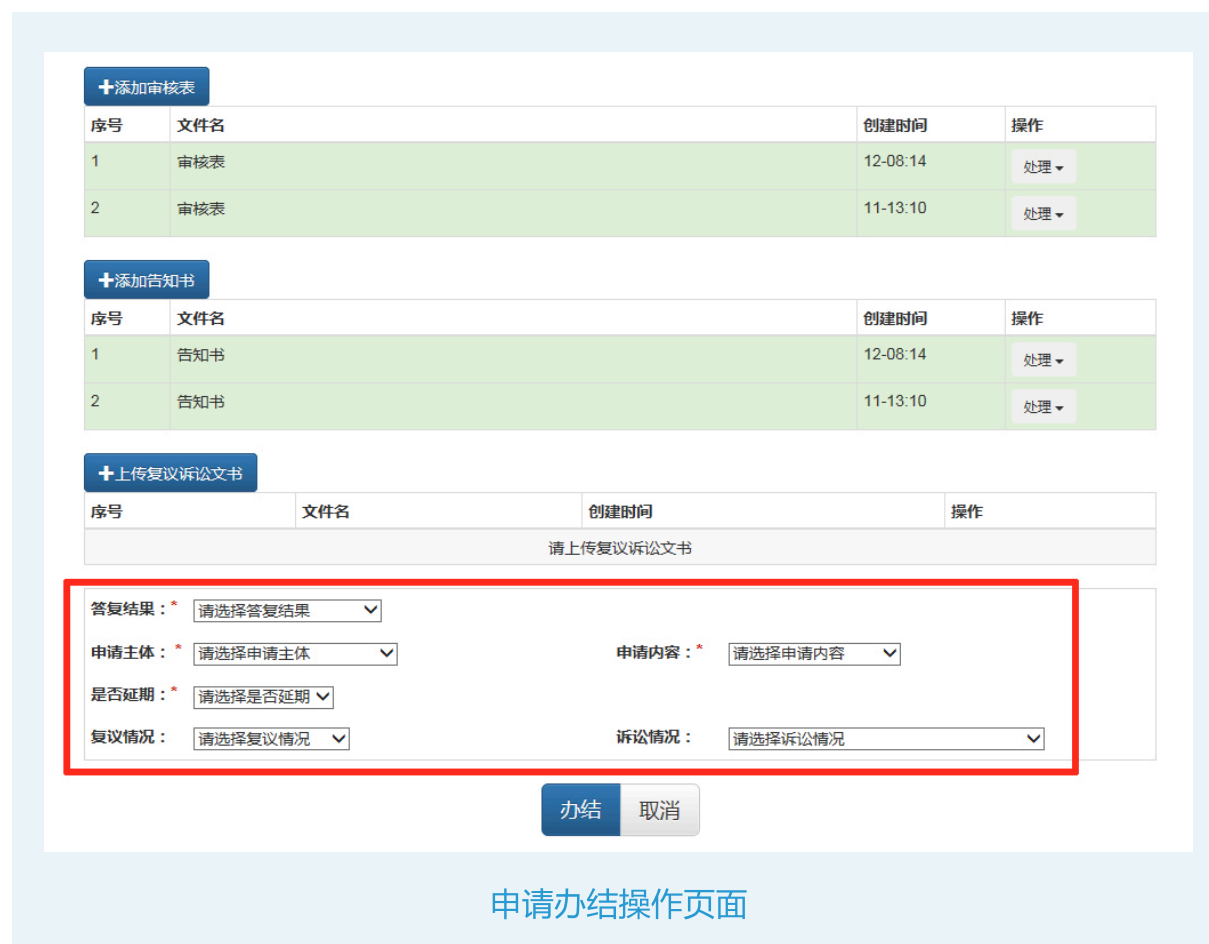 添加审核表
序号 文件名 创建时间 操作
1 审核表 12-08:14 处理
2 审核表 11-13:10 处理
添加告知书
序号 文件名 创建时间 操作
1 告知书 12-08:14 处理
2 告知书 11-13:10 处理
上传复议诉讼文书
序号 文件名 创建时间 操作
请上传复议诉讼文书
答复结果：* 请选择答复结果
申请主体：* 请选择申请主体 申请内容：* 请选择申请内容
是否延期：* 请选择是否延期
复议情况： 请选择复议情况 诉讼情况： 请选择诉讼情况
办结 取消
申请办结操作页面